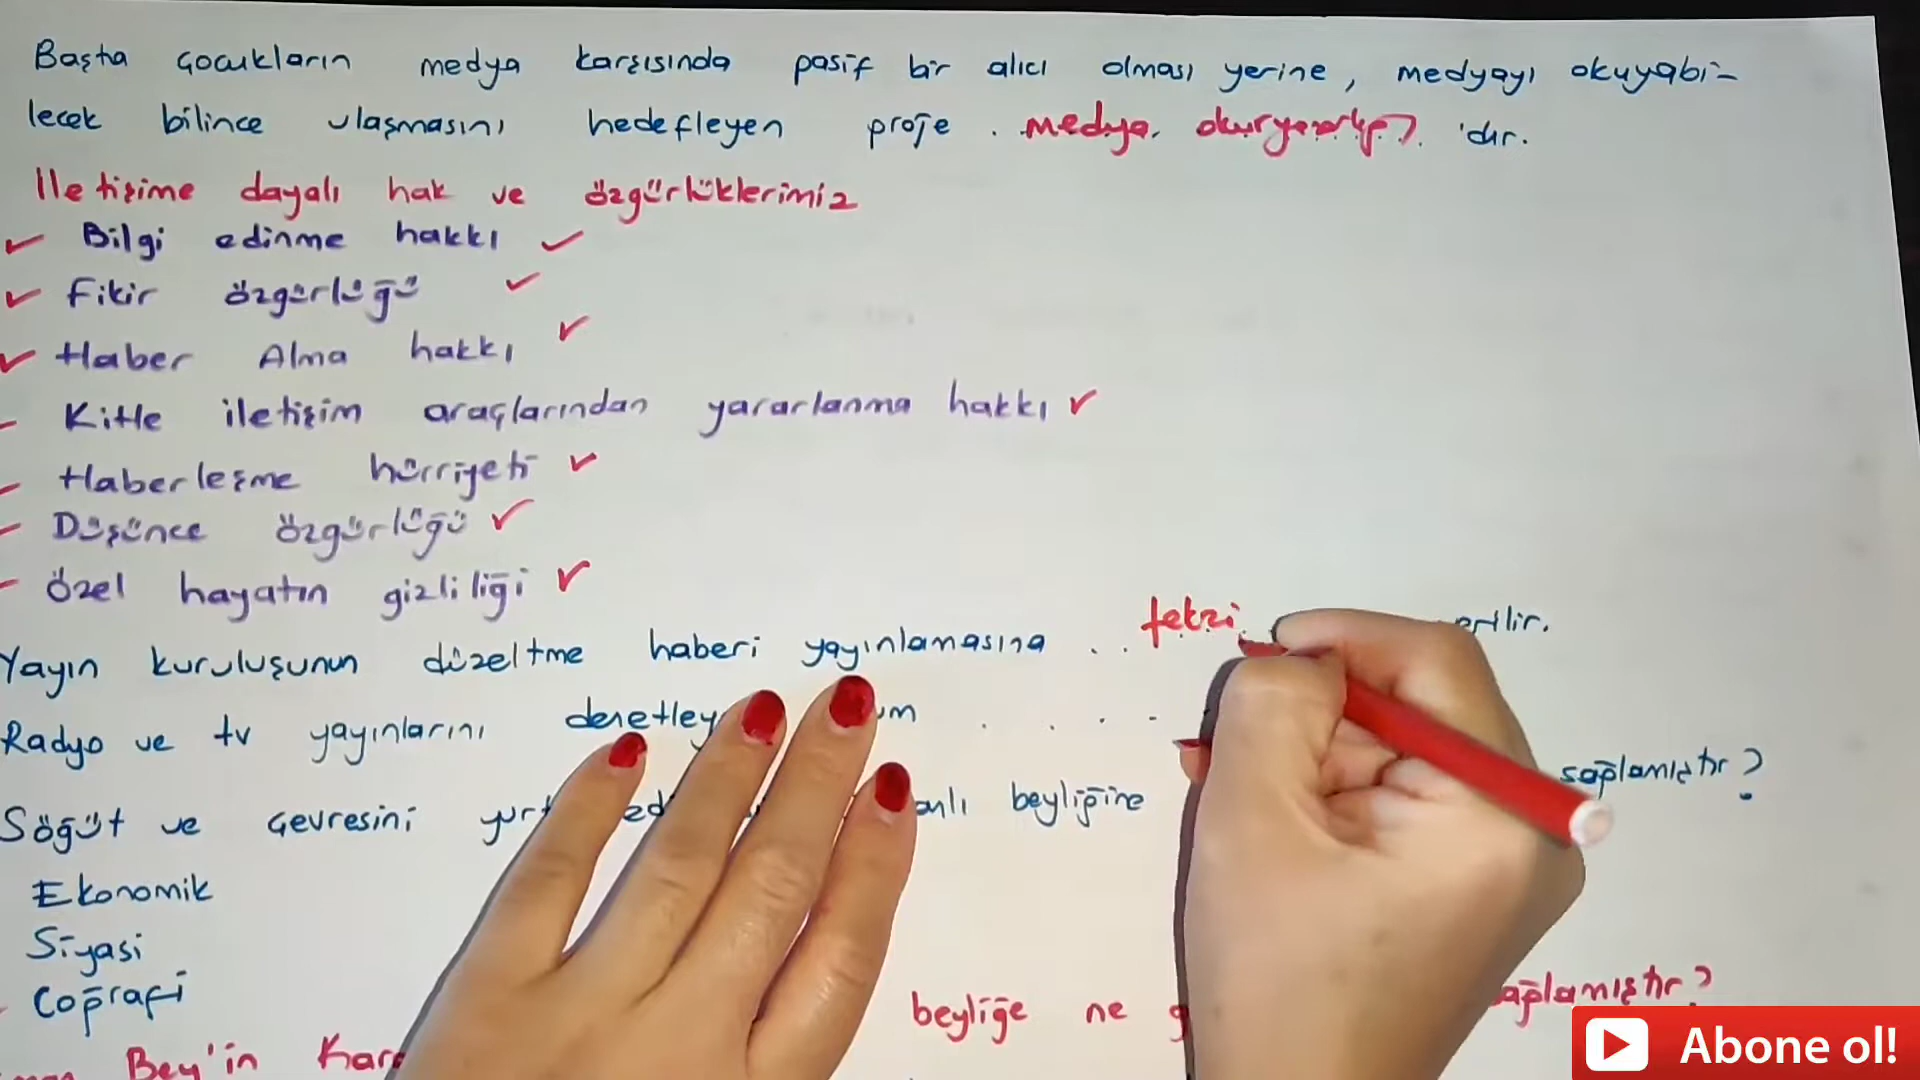 Başta çocukların medya karşısında pasif bir alıcı olması yerine, medyayı okuyabi-
lecek bilince ulaşmasını hedefleyen proje . medya. okuryazarlığı 'dır.
İletişime dayalı hak ve özgürlüklerimiz
Bilgi edinme hakkı
Fikir özgürlüğü
Haber Alma hakkı
Kitle iletişim araçlarından yararlanma hakkı
Haberleşme hürriyeti
Düşünce özgürlüğü
Özel hayatın gizliliği
Yayın kuruluşunun düzeltme haberi yayınlamasına .. tekzi
Radyo ve tv yayınlarını
Söğüt ve çevresini beyliğine sağlamıştır?
Ekonomik
Siyasi
Coğrafi
beyliğe ne
Bey'in
Abone ol!